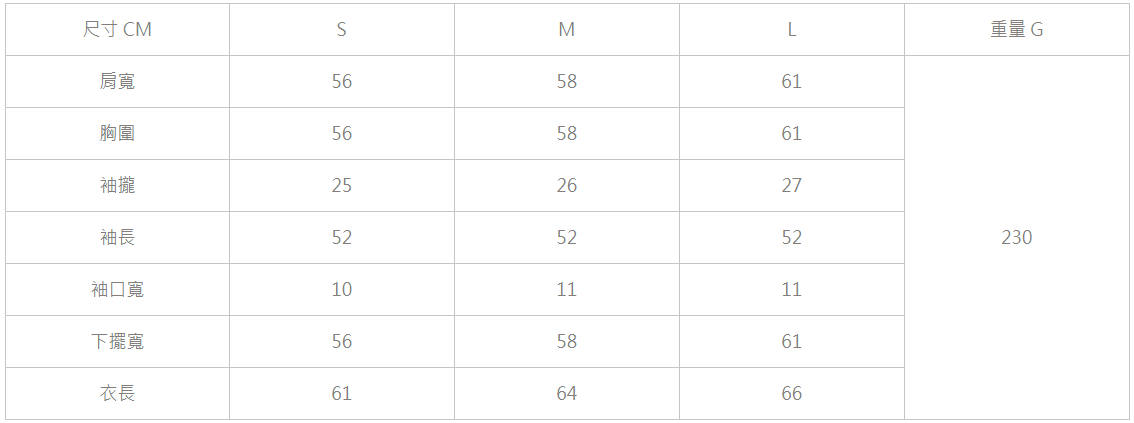 尺寸 CM S M L 重量 G
肩寬 56 58 61
胸圍 56 58 61
袖攏 25 26 27
袖長 52 52 52 230
袖口寬 10 11 11
下擺寬 56 58 61
衣長 61 64 66